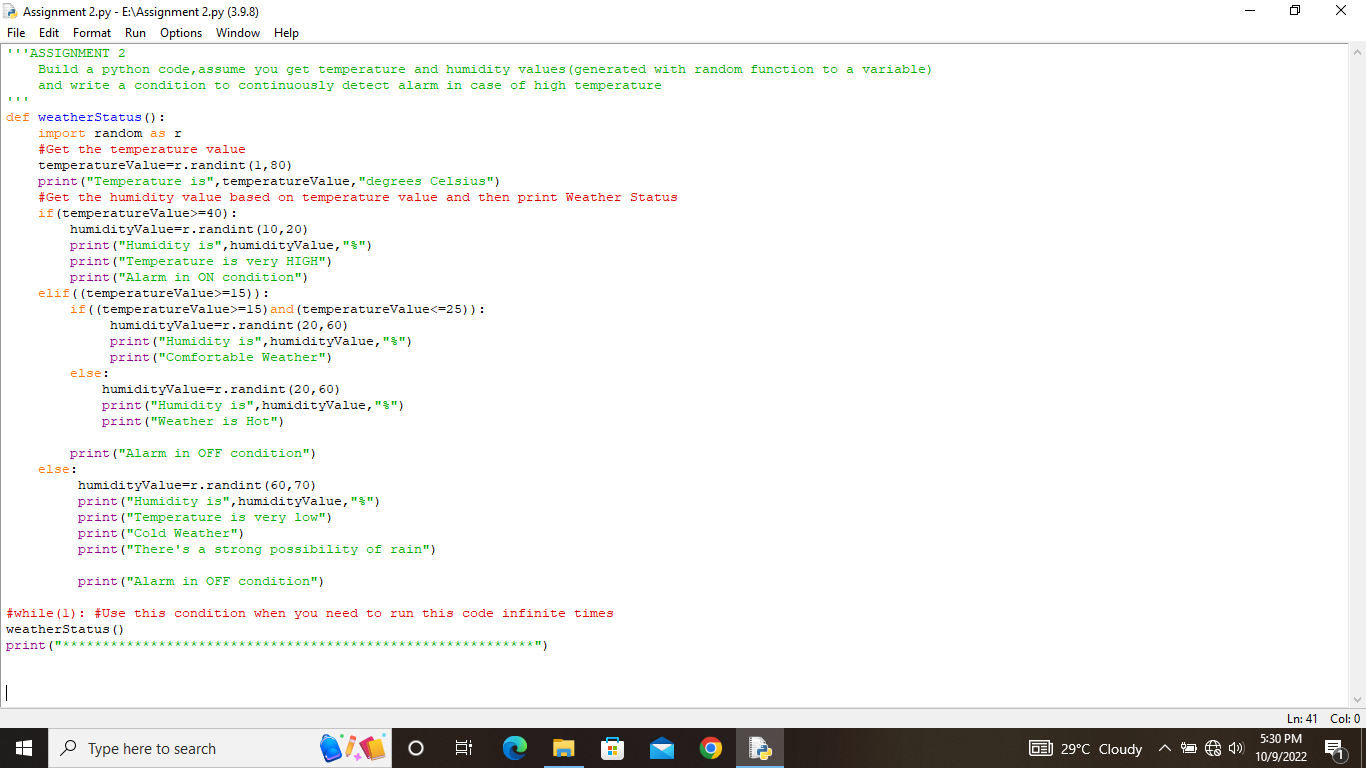 Assignment 2.py - E:\Assignment 2.py (3.9.8)
File Edit Format Run Options Window Help
'''ASSIGNMENT 2
    Build a python code,assume you get temperature and humidity values(generated with random function to a variable)
    and write a condition to continuously detect alarm in case of high temperature
'''
def weatherStatus():
    import random as r
    #Get the temperature value
    temperatureValue=r.randint(1,80)
    print("Temperature is",temperatureValue,"degrees Celsius")
    #Get the humidity value based on temperature value and then print Weather Status
    if(temperatureValue>=40):
        humidityValue=r.randint(10,20)
        print("Humidity is",humidityValue,"%")
        print("Temperature is very HIGH")
        print("Alarm in ON condition")
    elif((temperatureValue>=15)):
        if((temperatureValue>=15)and(temperatureValue<=25)):
             humidityValue=r.randint(20,60)
             print("Humidity is",humidityValue,"%")
             print("Comfortable Weather")
        else:
            humidityValue=r.randint(20,60)
            print("Humidity is",humidityValue,"%")
            print("Weather is Hot")
        print("Alarm in OFF condition")
    else:
         humidityValue=r.randint(60,70)
         print("Humidity is",humidityValue,"%")
         print("Temperature is very low")
         print("Cold Weather")
         print("There's a strong possibility of rain")
         print("Alarm in OFF condition")
#while(1): #Use this condition when you need to run this code infinite times
weatherStatus()
print("***********************************************************")
Ln: 41 Col: 0
Type here to search
29°C Cloudy
5:30 PM
10/9/2022
1